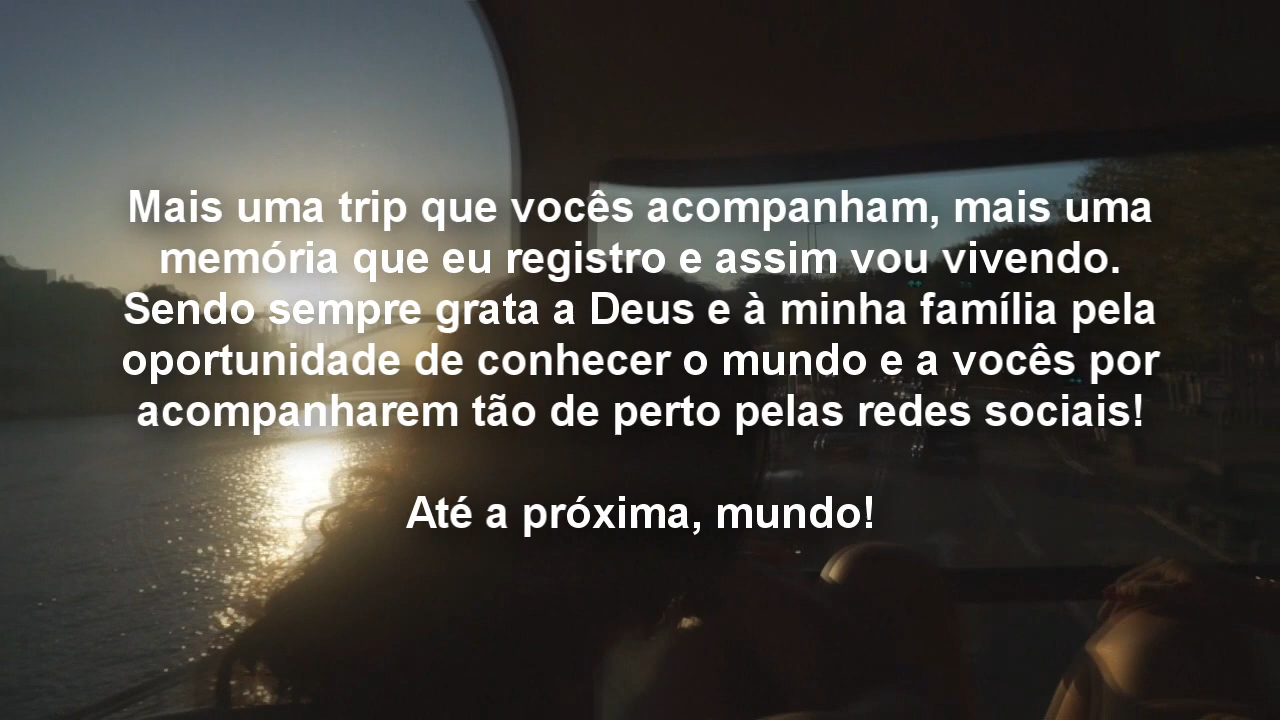 Mais uma trip que vocês acompanham, mais uma
memória que eu registro e assim vou vivendo.
Sendo sempre grata a Deus e à minha família pela
oportunidade de conhecer o mundo e a vocês por
acompanharem tão de perto pelas redes sociais!
Até a próxima, mundo!